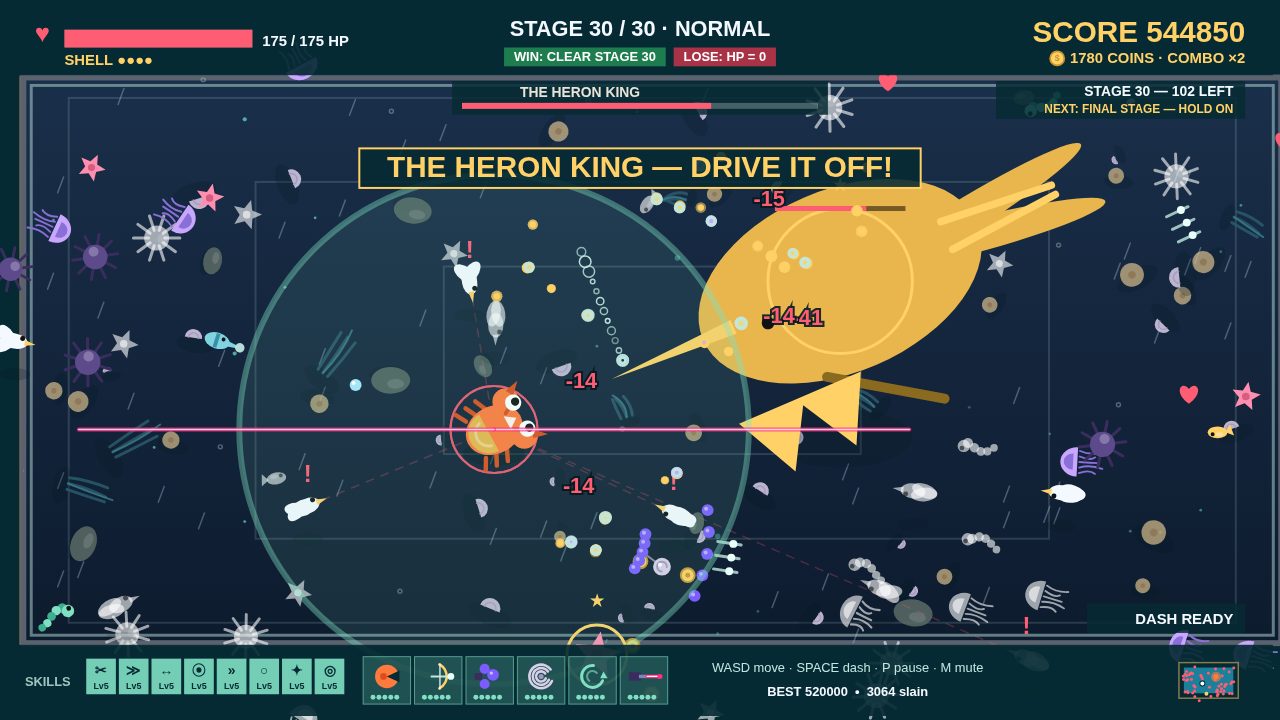 ♥ 175 / 175 HP
SHELL ●●●●
STAGE 30 / 30 · NORMAL
WIN: CLEAR STAGE 30
LOSE: HP = 0
SCORE 544850
1780 COINS · COMBO ×2
THE HERON KING
STAGE 30 — 102 LEFT
NEXT: FINAL STAGE — HOLD ON
THE HERON KING — DRIVE IT OFF!
-15
!
-14
-41
-14
!
!
-14
!
DASH READY
SKILLS
Lv5 Lv5 Lv5 Lv5 Lv5 Lv5 Lv5 Lv5
WASD move · SPACE dash · P pause · M mute
BEST 520000 • 3064 slain